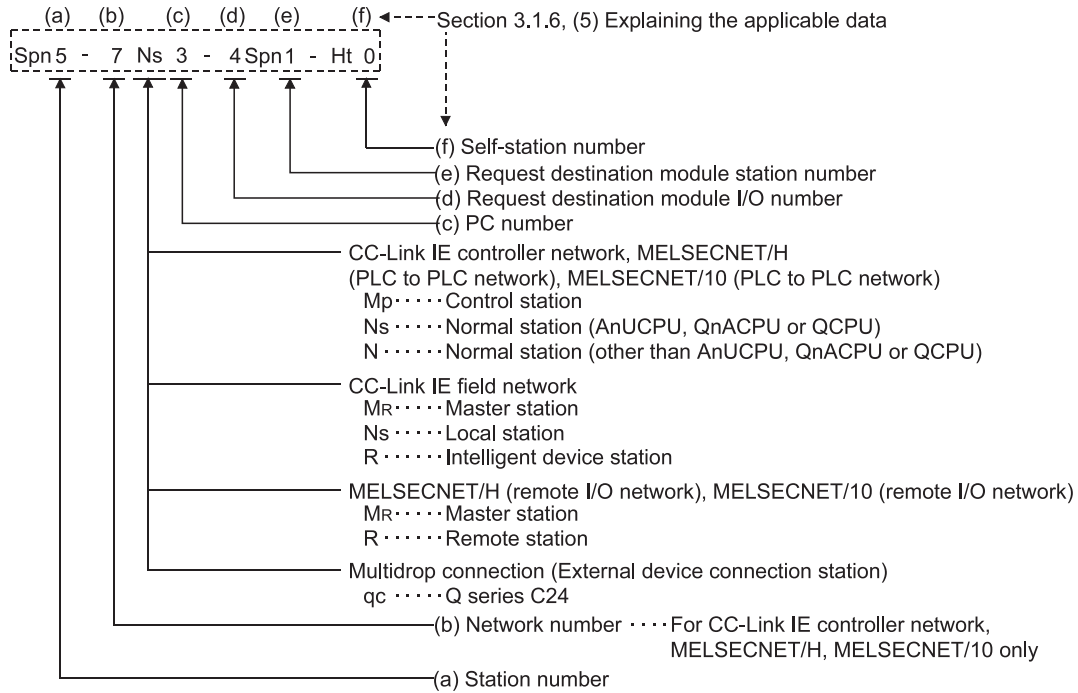 (a) (b) (c) (d) (e) (f) Section 3.1.6, (5) Explaining the applicable data
Spn 5 - 7 Ns 3 - 4 Spn 1 - Ht 0
(f) Self-station number
(e) Request destination module station number
(d) Request destination module I/O number
(c) PC number
CC-Link IE controller network, MELSECNET/H
(PLC to PLC network), MELSECNET/10 (PLC to PLC network)
Mp ····· Control station
Ns ····· Normal station (AnUCPU, QnACPU or QCPU)
N ······ Normal station (other than AnUCPU, QnACPU or QCPU)
CC-Link IE field network
MR ····· Master station
Ns ····· Local station
R ······ Intelligent device station
MELSECNET/H (remote I/O network), MELSECNET/10 (remote I/O network)
MR ····· Master station
R ······ Remote station
Multidrop connection (External device connection station)
qc ····· Q series C24
(b) Network number ···· For CC-Link IE controller network,
MELSECNET/H, MELSECNET/10 only
(a) Station number